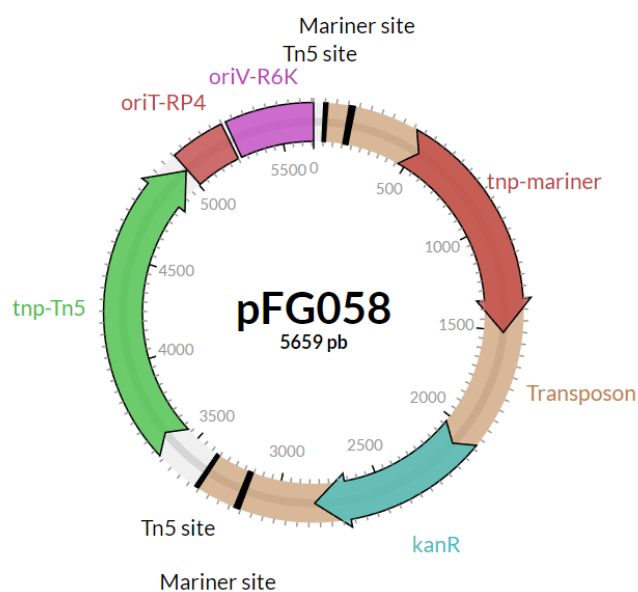 Mariner site
Tn5 site
oriV-R6K
oriT-RP4
5500 0
500
5000
tnp-mariner
1000
4500
pFG058
tnp-Tn5
5659 pb
1500
4000
Transposon
2000
3500
3000
2500
Tn5 site
kanR
Mariner site